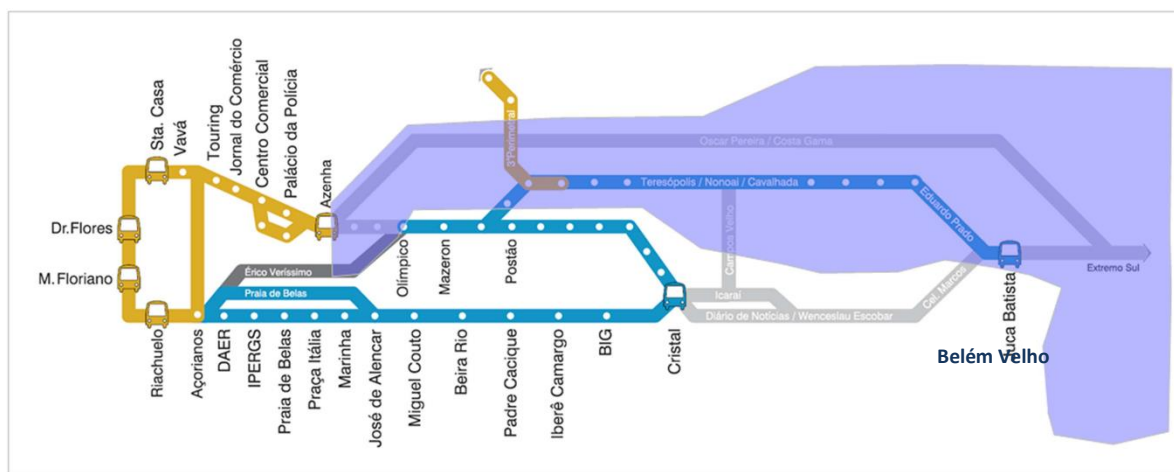 Sta. Casa
Vavá
Touring
Jornal do Comércio
Centro Comercial
Palácio da Polícia
Azenha
3ªPerimetral
Oscar Pereira / Costa Gama
Teresópolis / Nonoai / Cavalhada
Eduardo Prado
Dr.Flores
M.Floriano
Érico Veríssimo
Praia de Belas
Olímpico
Mazeron
Postão
Campos Velho
Icaraí
Diário de Notícias / Wenceslau Escobar
Cel. Marcos
Extremo Sul
Juca Batista
Belém Velho
Riachuelo
Açorianos
DAER
IPERGS
Praia de Belas
Praça Itália
Marinha
José de Alencar
Miguel Couto
Beira Rio
Padre Cacique
Iberê Camargo
BIG
Cristal